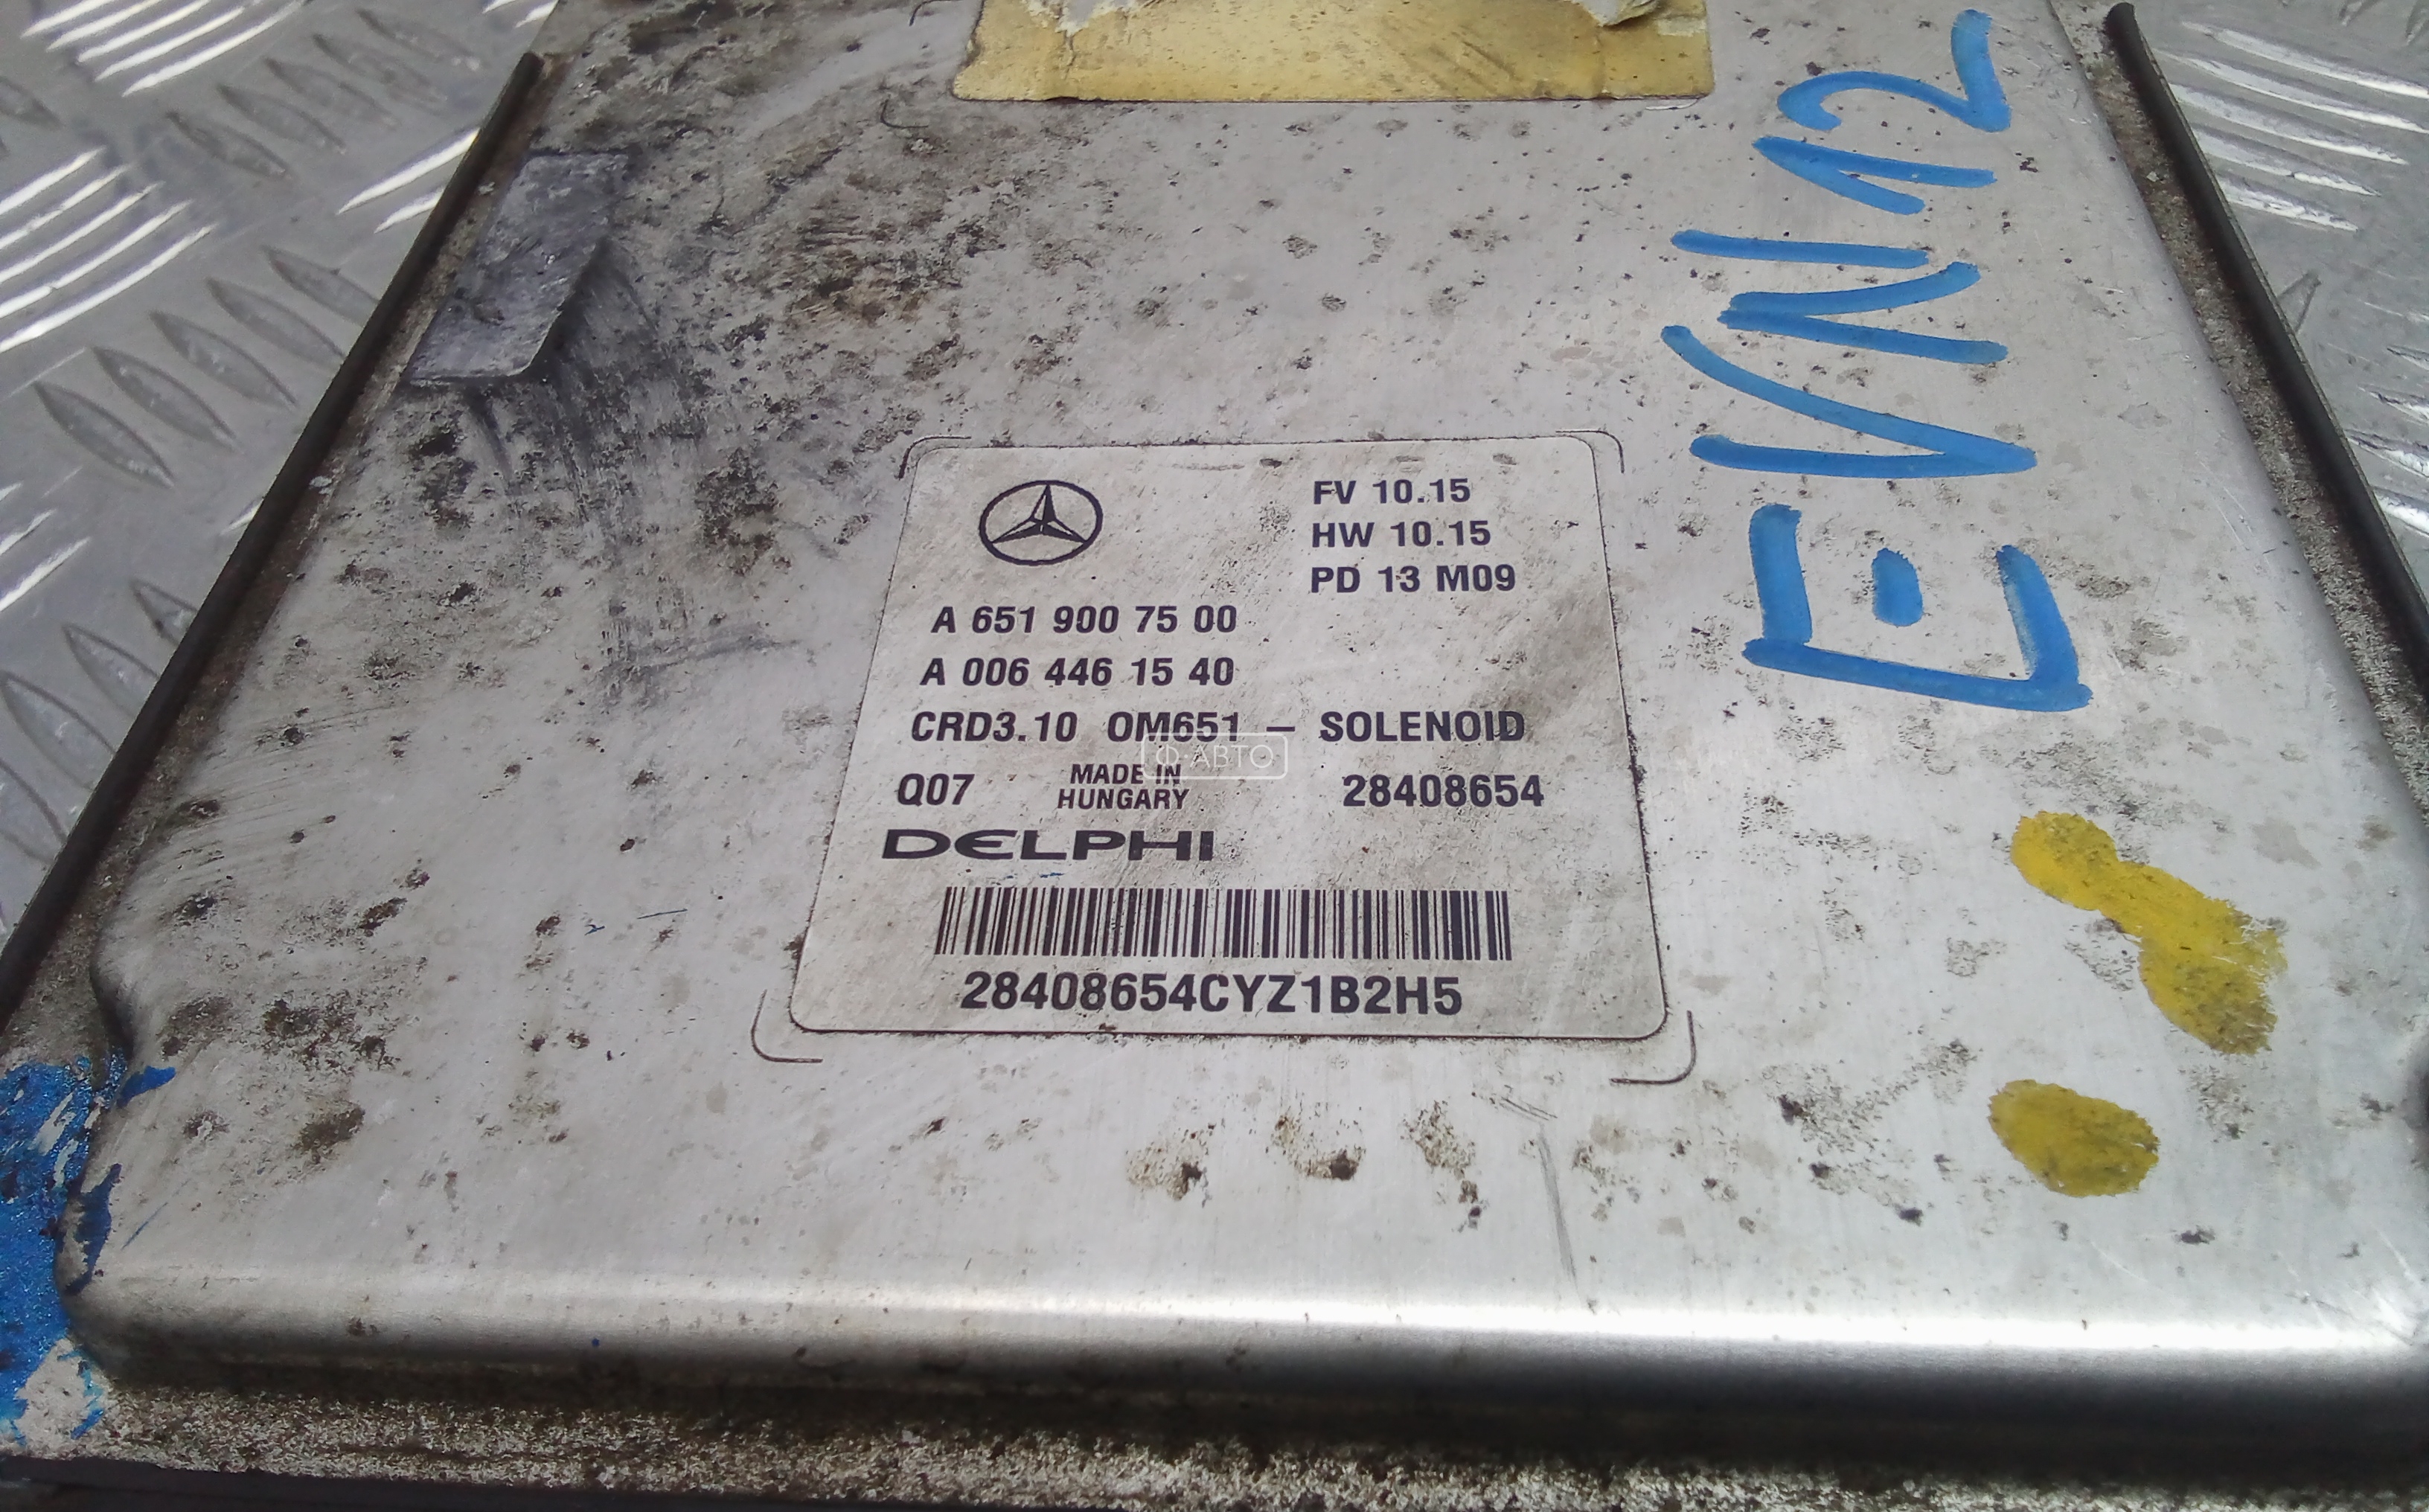 FV 10.15
HW 10.15
PD 13 M09
A 651 900 75 00
A 006 446 15 40
CRD3.10 OM651 – SOLENOID
Q07 MADE IN HUNGARY 28408654
DELPHI
28408654CYZ1B2H5
EVN12
Ф·АВТО